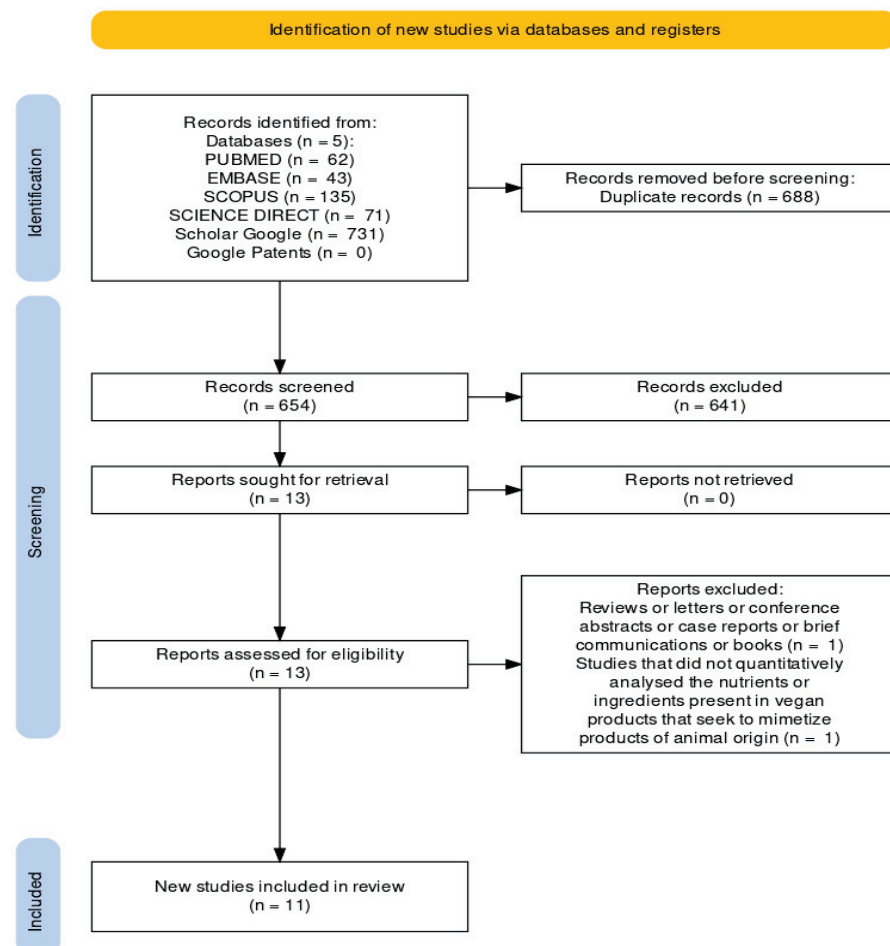 Identification of new studies via databases and registers
Identification
Records identified from:
Databases (n = 5):
PUBMED (n = 62)
EMBASE (n = 43)
SCOPUS (n = 135)
SCIENCE DIRECT (n = 71)
Scholar Google (n = 731)
Google Patents (n = 0)
Records removed before screening:
Duplicate records (n = 688)
Screening
Records screened
(n = 654)
Records excluded
(n = 641)
Reports sought for retrieval
(n = 13)
Reports not retrieved
(n = 0)
Reports assessed for eligibility
(n = 13)
Reports excluded:
Reviews or letters or conference
abstracts or case reports or brief
communications or books (n = 1)
Studies that did not quantitatively
analysed the nutrients or
ingredients present in vegan
products that seek to mimetize
products of animal origin (n = 1)
Included
New studies included in review
(n = 11)